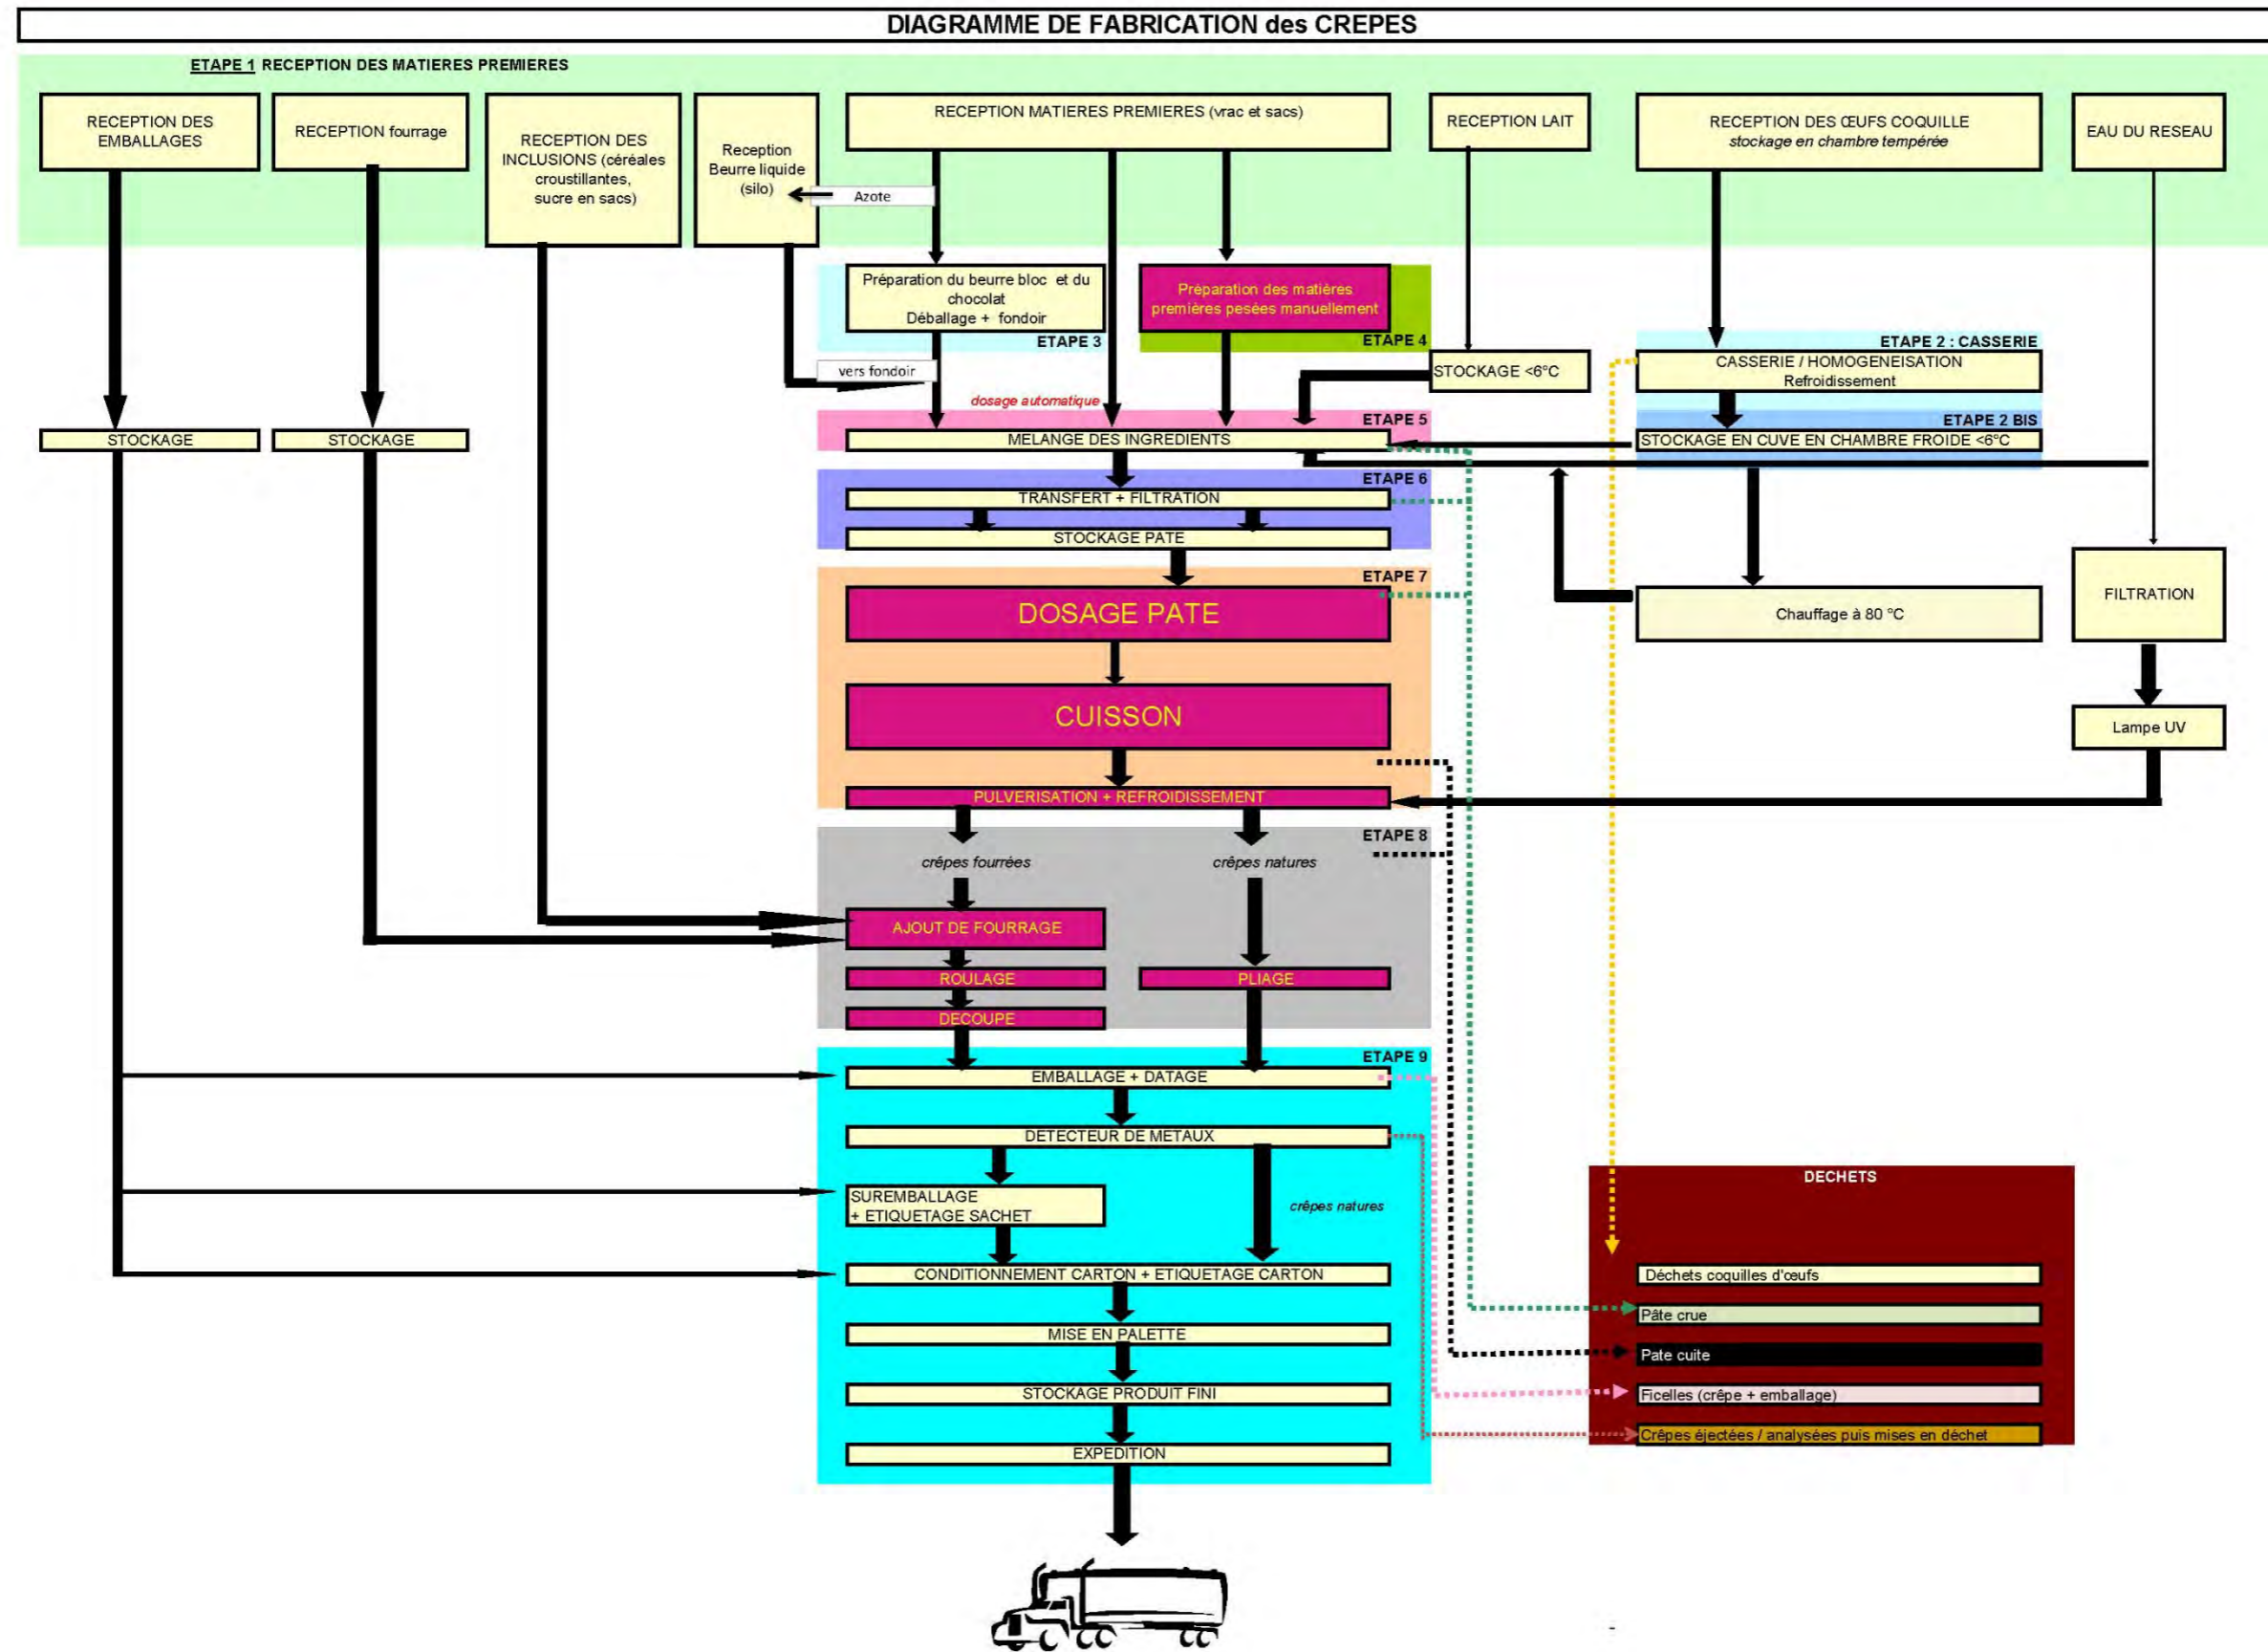 DIAGRAMME DE FABRICATION des CREPES
ETAPE 1 RECEPTION DES MATIERES PREMIERES
RECEPTION DES
EMBALLAGES
RECEPTION fourrage
RECEPTION DES
INCLUSIONS (céréales
croustillantes,
sucre en sacs)
Reception
Beurre liquide
(silo)
Azote
RECEPTION MATIERES PREMIERES (vrac et sacs)
RECEPTION LAIT
RECEPTION DES ŒUFS COQUILLE
stockage en chambre tempérée
EAU DU RESEAU
Préparation du beurre bloc et du
chocolat
Déballage + fondoir
ETAPE 3
Préparation des matières
premières pesées manuellement
ETAPE 4
vers fondoir
STOCKAGE <6°C
ETAPE 2 : CASSERIE
CASSERIE / HOMOGENEISATION
Refroidissement
dosage automatique
ETAPE 5
ETAPE 2 BIS
STOCKAGE
STOCKAGE
MELANGE DES INGREDIENTS
STOCKAGE EN CUVE EN CHAMBRE FROIDE <6°C
ETAPE 6
TRANSFERT + FILTRATION
STOCKAGE PATE
ETAPE 7
DOSAGE PATE
Chauffage à 80 °C
FILTRATION
CUISSON
Lampe UV
PULVERISATION + REFROIDISSEMENT
ETAPE 8
crêpes fourrées
crêpes natures
AJOUT DE FOURRAGE
ROULAGE
PLIAGE
DECOUPE
ETAPE 9
EMBALLAGE + DATAGE
DETECTEUR DE METAUX
SUREMBALLAGE
+ ETIQUETAGE SACHET
crêpes natures
CONDITIONNEMENT CARTON + ETIQUETAGE CARTON
MISE EN PALETTE
STOCKAGE PRODUIT FINI
EXPEDITION
DECHETS
Déchets coquilles d'œufs
Pâte crue
Pate cuite
Ficelles (crêpe + emballage)
Crêpes éjectées / analysées puis mises en déchet
-